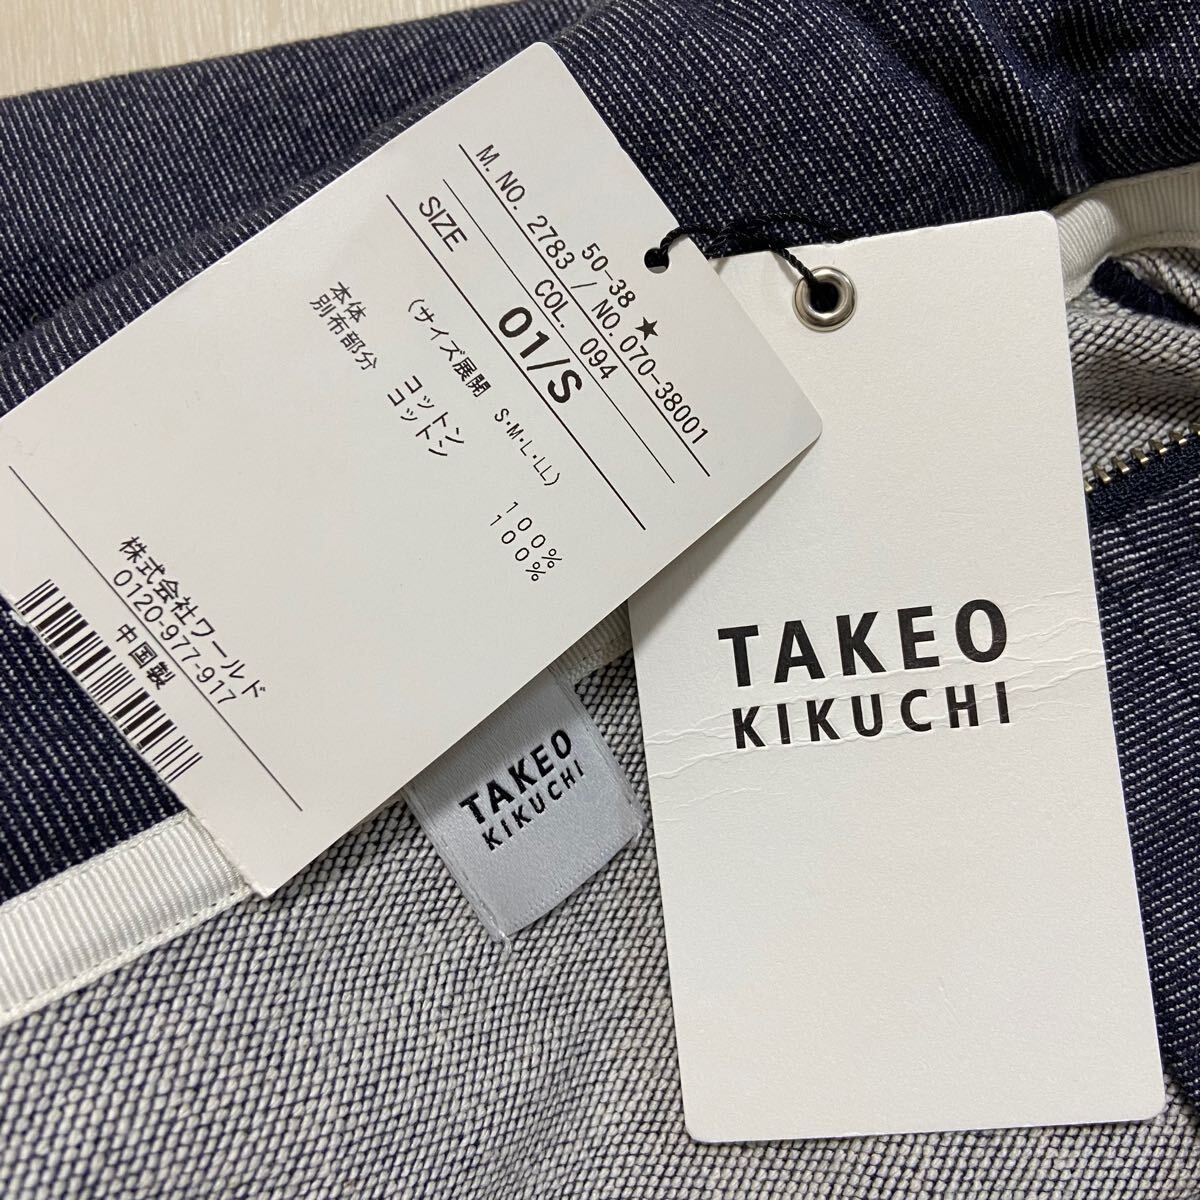 50-38 ★
M. NO. 2783 / NO. 070-38001
COL. 094
SIZE 01/S
(サイズ展開 S・M・L・LL)
本体 コットン 100%
別布部分 コットン 100%
株式会社ワールド
0120-977-917
中国製
TAKEO
KIKUCHI
TAKEO
KIKUCHI